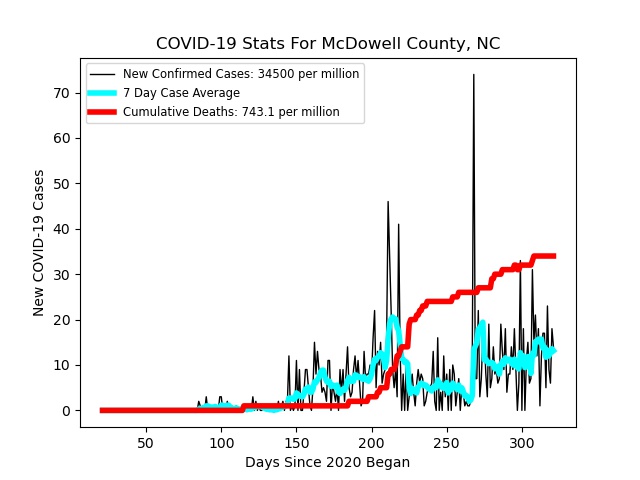 COVID-19 Stats For McDowell County, NC
New Confirmed Cases: 34500 per million
7 Day Case Average
Cumulative Deaths: 743.1 per million
New COVID-19 Cases
70
60
50
40
30
20
10
0
50 100 150 200 250 300
Days Since 2020 Began